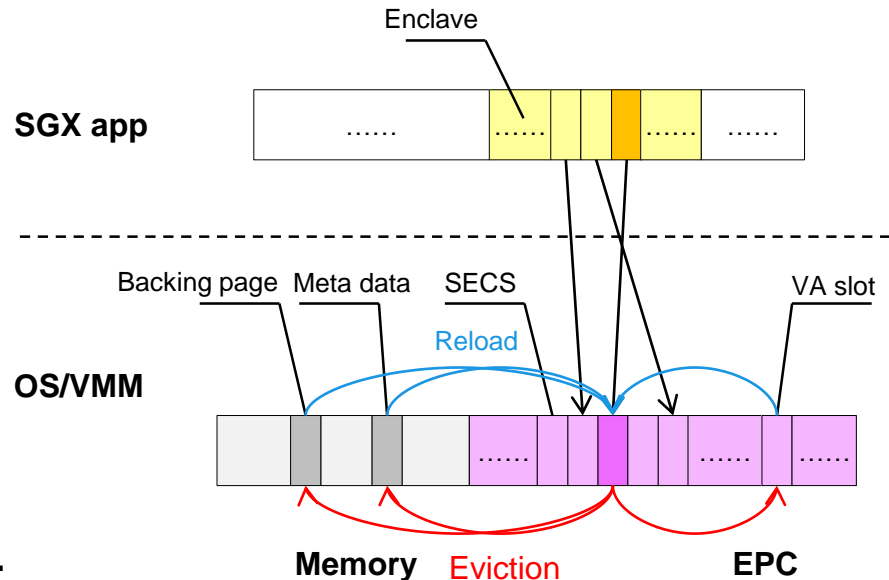 Enclave
SGX app
...... ...... ...... ......
Backing page Meta data SECS VA slot
Reload
OS/VMM
...... ...... ......
Memory Eviction EPC